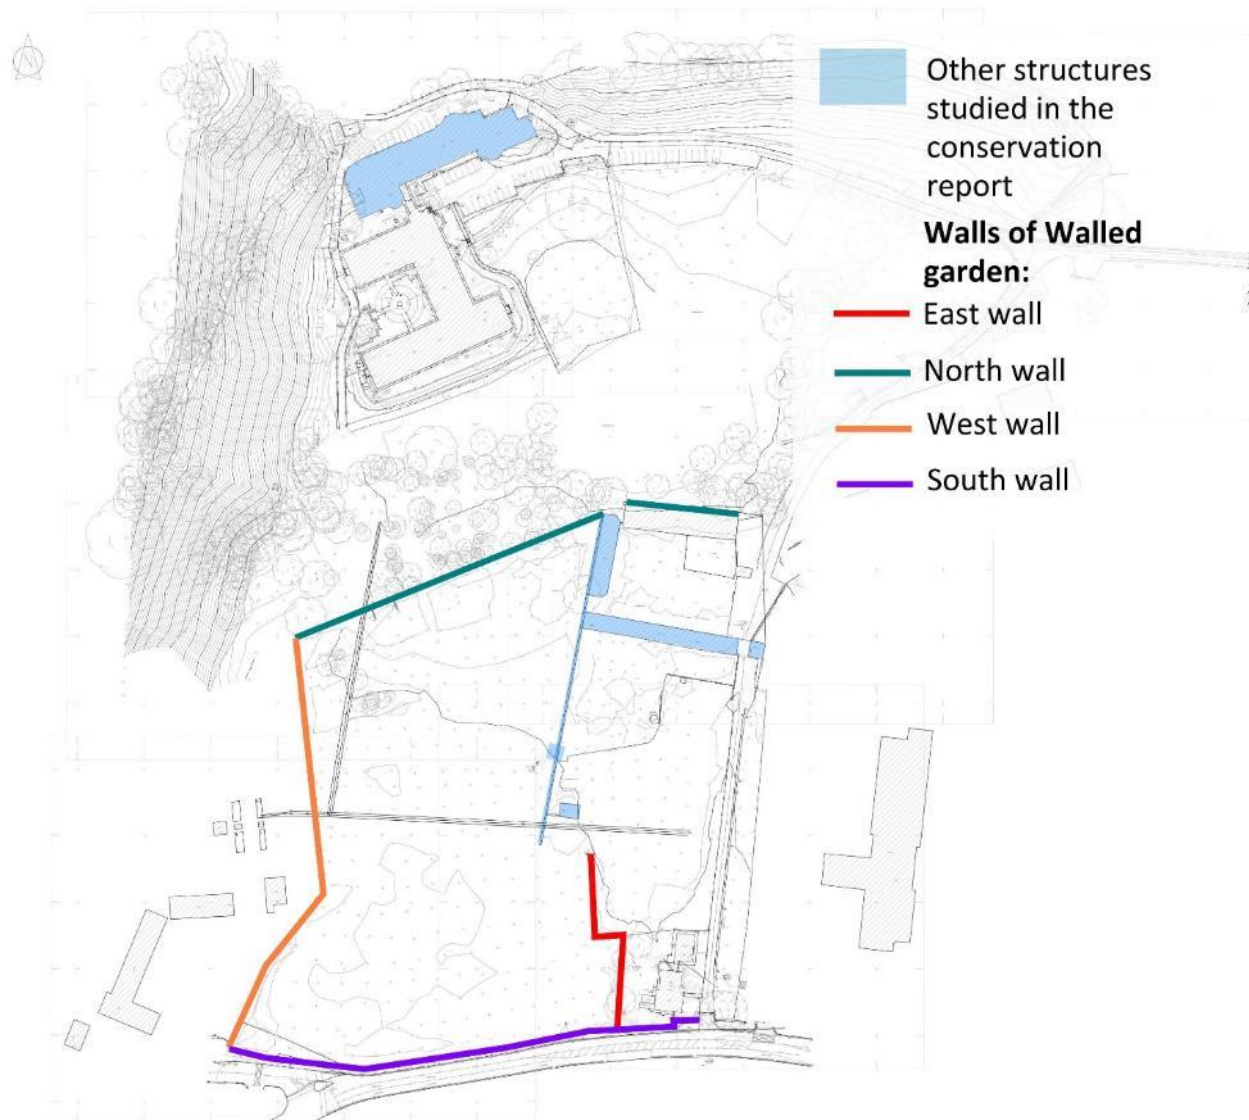 N
Other structures
studied in the
conservation
report
Walls of Walled
garden:
East wall
North wall
West wall
South wall